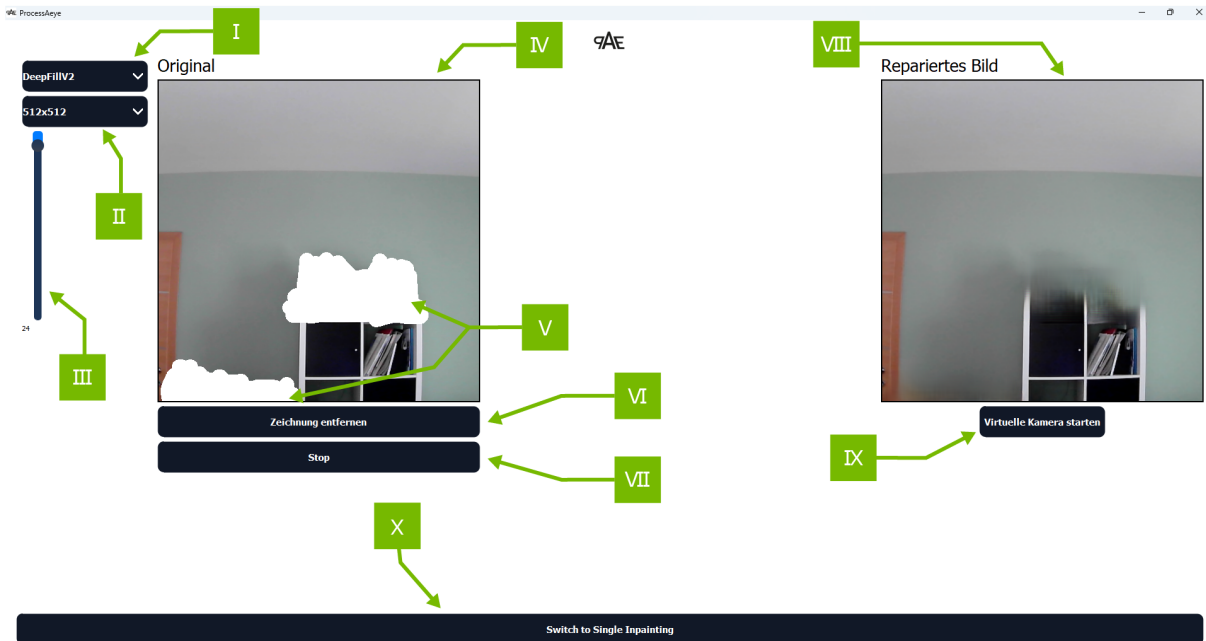 ProcessAeye
I
IV
PAE
VIII
DeepFillV2
Original
Repariertes Bild
512x512
II
24
III
V
VI
Zeichnung entfernen
Virtuelle Kamera starten
Stop
IX
VII
X
Switch to Single Inpainting